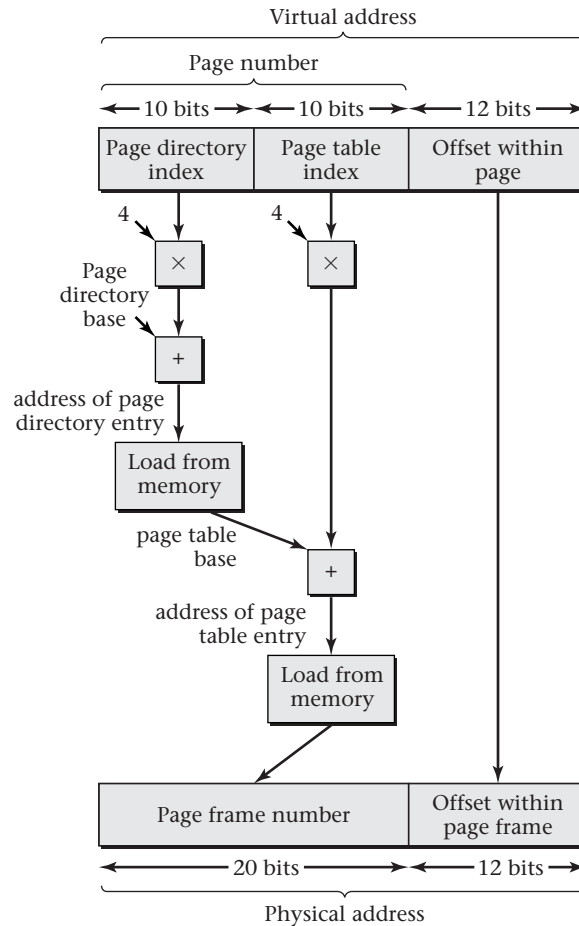 Virtual address
Page number
10 bits
10 bits
12 bits
Page directory
index
Page table
index
Offset within
page
4
×
4
×
Page
directory
base
+
address of page
directory entry
Load from
memory
page table
base
+
address of page
table entry
Load from
memory
Page frame number
Offset within
page frame
20 bits
12 bits
Physical address